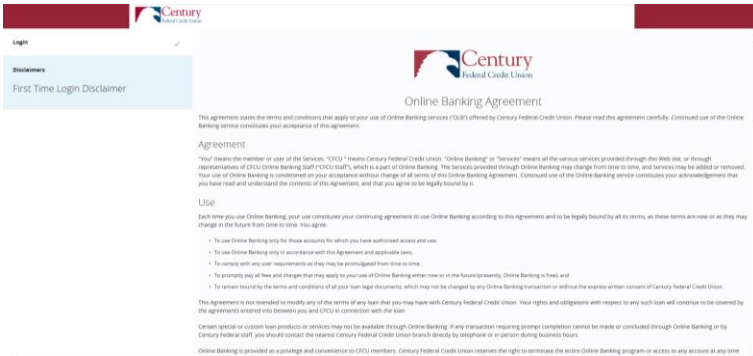 Century
Federal Credit Union
Login
Disclaimers
First Time Login Disclaimer
Century
Federal Credit Union
Online Banking Agreement
This agreement states the terms and conditions that apply to your use of Online Banking services ("OLB") offered by Century Federal Credit Union. Please read this agreement carefully. Continued use of the Online
Banking service constitutes your acceptance of this agreement.
Agreement
"You" means the member or user of the Services. "CFCU " means Century Federal Credit Union. "Online Banking" or "Services" means all the various services provided through this Web site, or through
representatives of CFCU Online Banking Staff ("CFCU Staff"), which is a part of Online Banking. The Services provided through Online Banking may change from time to time, and Services may be added or removed.
Your use of Online Banking is conditioned on your acceptance without change of all terms of this Online Banking Agreement. Continued use of the Online Banking service constitutes your acknowledgement that
you have read and understand the contents of this Agreement, and that you agree to be legally bound by it.
Use
Each time you use Online Banking, your use constitutes your continuing agreement to use Online Banking according to this Agreement and to be legally bound by all its terms, as these terms are now or as they may
change in the future from time to time. You agree:
• To use Online Banking only for those accounts for which you have authorized access and use;
• To use Online Banking only in accordance with this Agreement and applicable laws;
• To comply with any user requirements as they may be promulgated from time to time;
• To promptly pay all fees and charges that may apply to your use of Online Banking either now or in the future (presently, Online Banking is free); and
• To remain bound by the terms and conditions of all your loan legal documents, which may not be changed by any Online Banking transaction or without the express written consent of Century Federal Credit Union.
This Agreement is not intended to modify any of the terms of any loan that you may have with Century Federal Credit Union. Your rights and obligations with respect to any such loan will continue to be covered by
the agreements entered into between you and CFCU in connection with the loan.
Certain special or custom loan products or services may not be available through Online Banking. If any transaction requiring prompt completion cannot be made or concluded through Online Banking or by
Century Federal staff, you should contact the nearest Century Federal Credit Union branch directly by telephone or in person during business hours.
Online Banking is provided as a privilege and convenience to CFCU members. Century Federal Credit Union reserves the right to terminate the entire Online Banking program or access to any account at any time